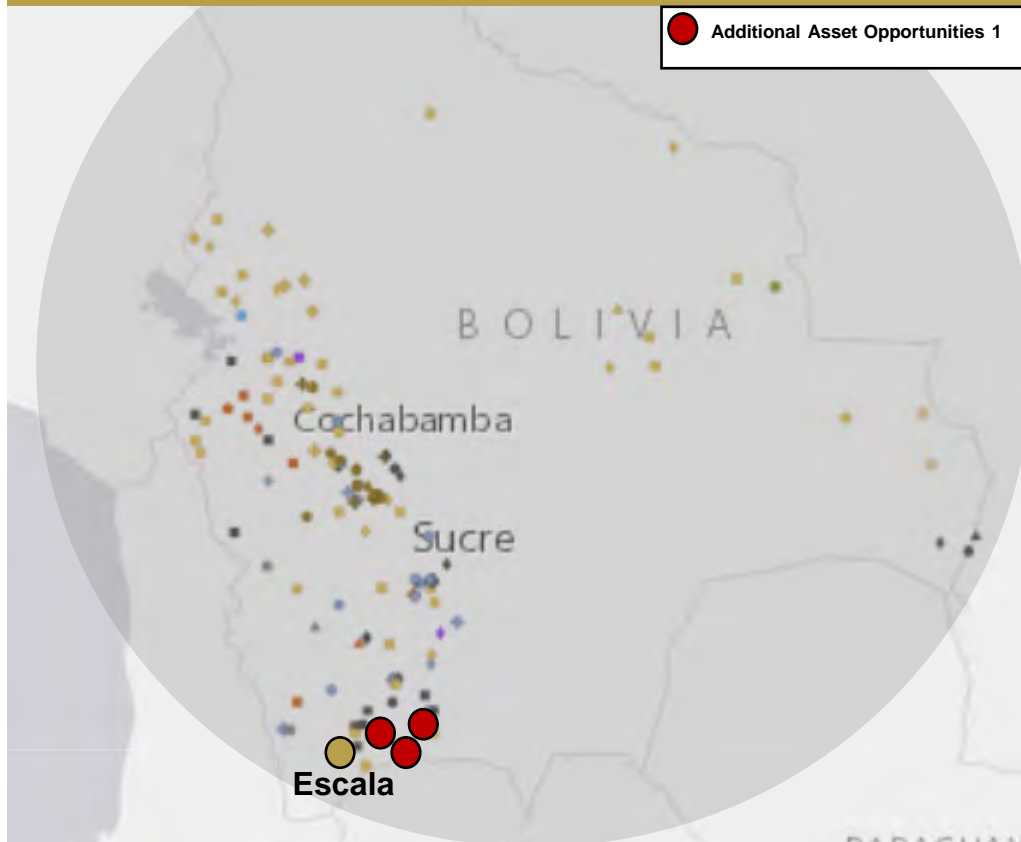 Additional Asset Opportunities 1
BOLIVIA
Cochabamba
Sucre
Escala